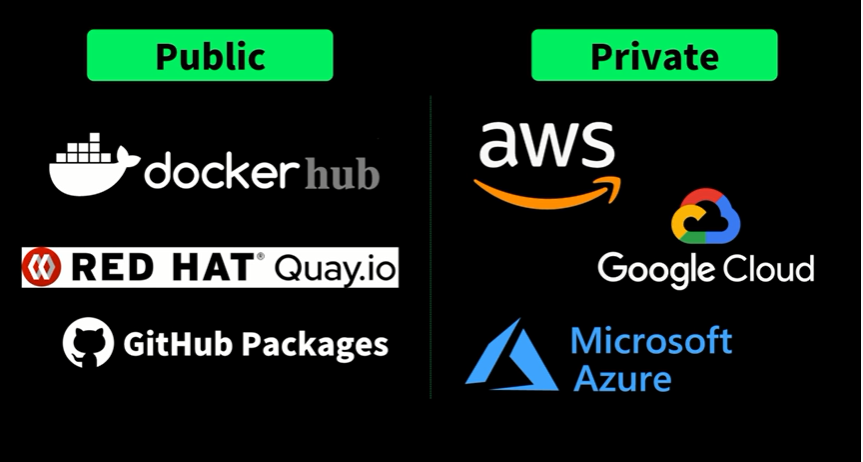 Public
docker hub
RED HAT® Quay.io
GitHub Packages
Private
aws
Google Cloud
Microsoft
Azure